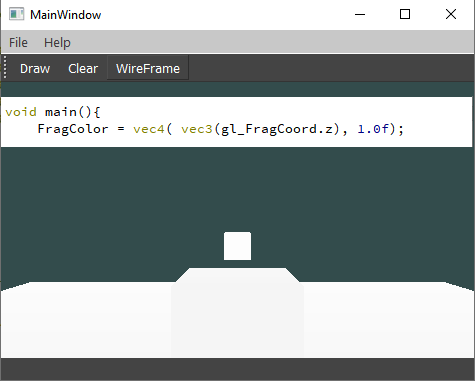 MainWindow
File Help
Draw Clear WireFrame
void main(){
    FragColor = vec4( vec3(gl_FragCoord.z), 1.0f);